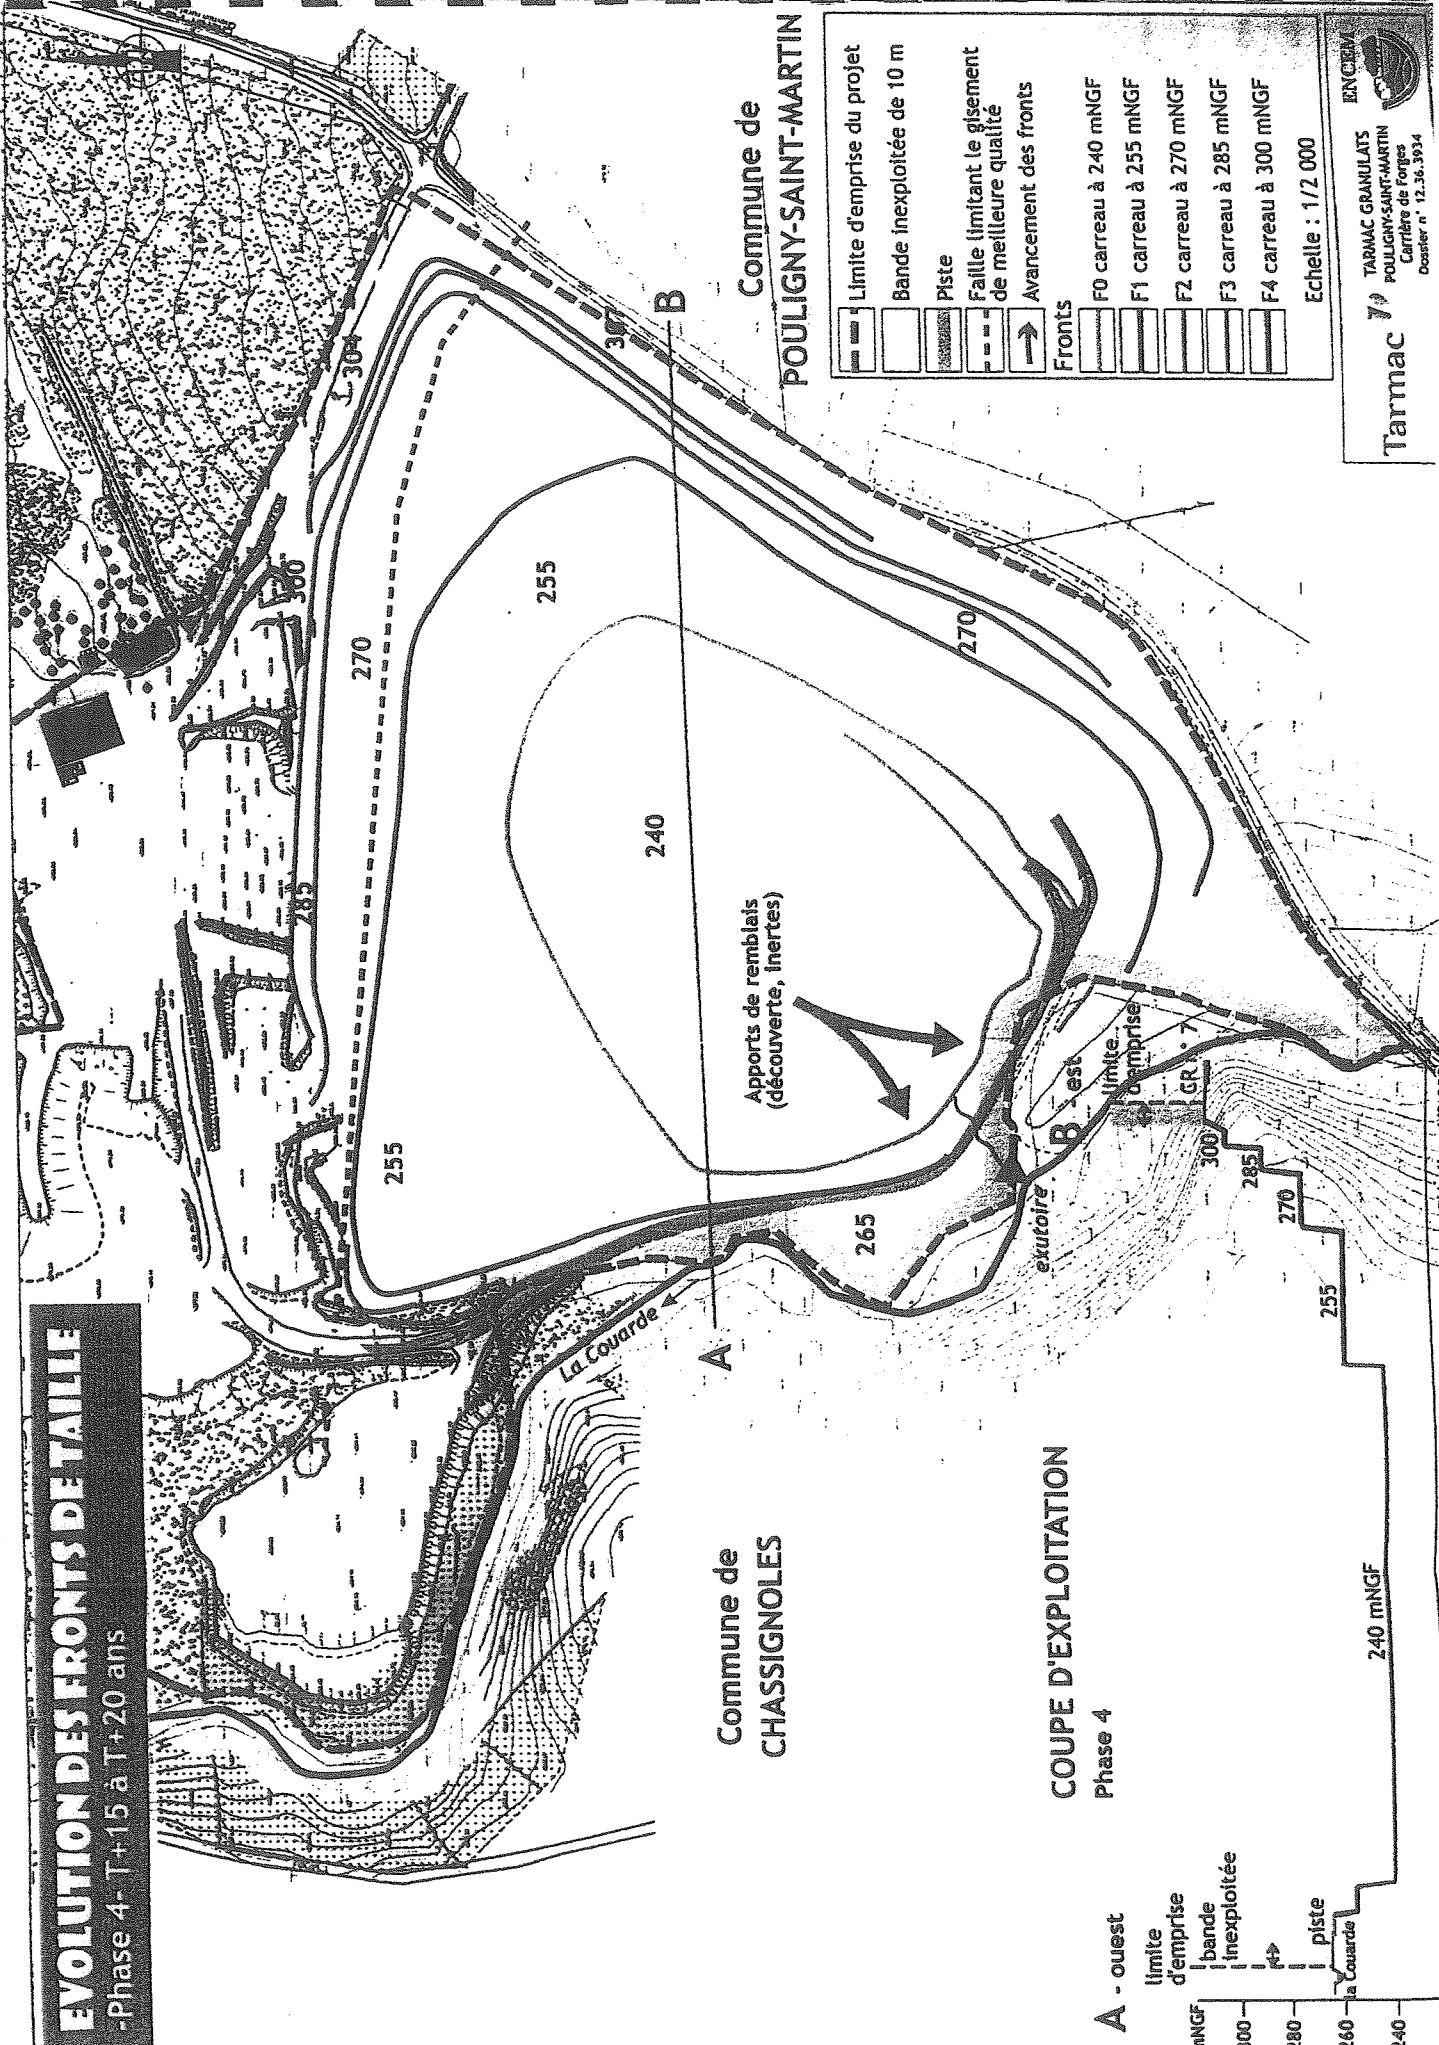 EVOLUTION DES FRONTS DE TAILLE
-Phase 4- T+15 à T+20 ans
Commune de
POULIGNY-SAINT-MARTIN
Limite d'emprise du projet
Bande inexploitée de 10 m
Piste
Faille limitant le gisement
de meilleure qualité
Avancement des fronts
Fronts
F0 carreau à 240 mNGF
F1 carreau à 255 mNGF
F2 carreau à 270 mNGF
F3 carreau à 285 mNGF
F4 carreau à 300 mNGF
Echelle : 1/2 000
Tarmac
TARMAC GRANULATS
POULIGNY-SAINT-MARTIN
Carrière de Forges
Dossier n° 12.36.3934
ENCEM
304
300
285
270
255
255
240
270
265
B
A
Apports de remblais
(découverte, inertes)
La Couarde
exutoire
Commune de
CHASSIGNOLES
COUPE D'EXPLOITATION
Phase 4
A - ouest
limite
d'emprise
bande
inexploitée
piste
la Couarde
mNGF
240 mNGF
255
270
285
300
B - est
limite
d'emprise